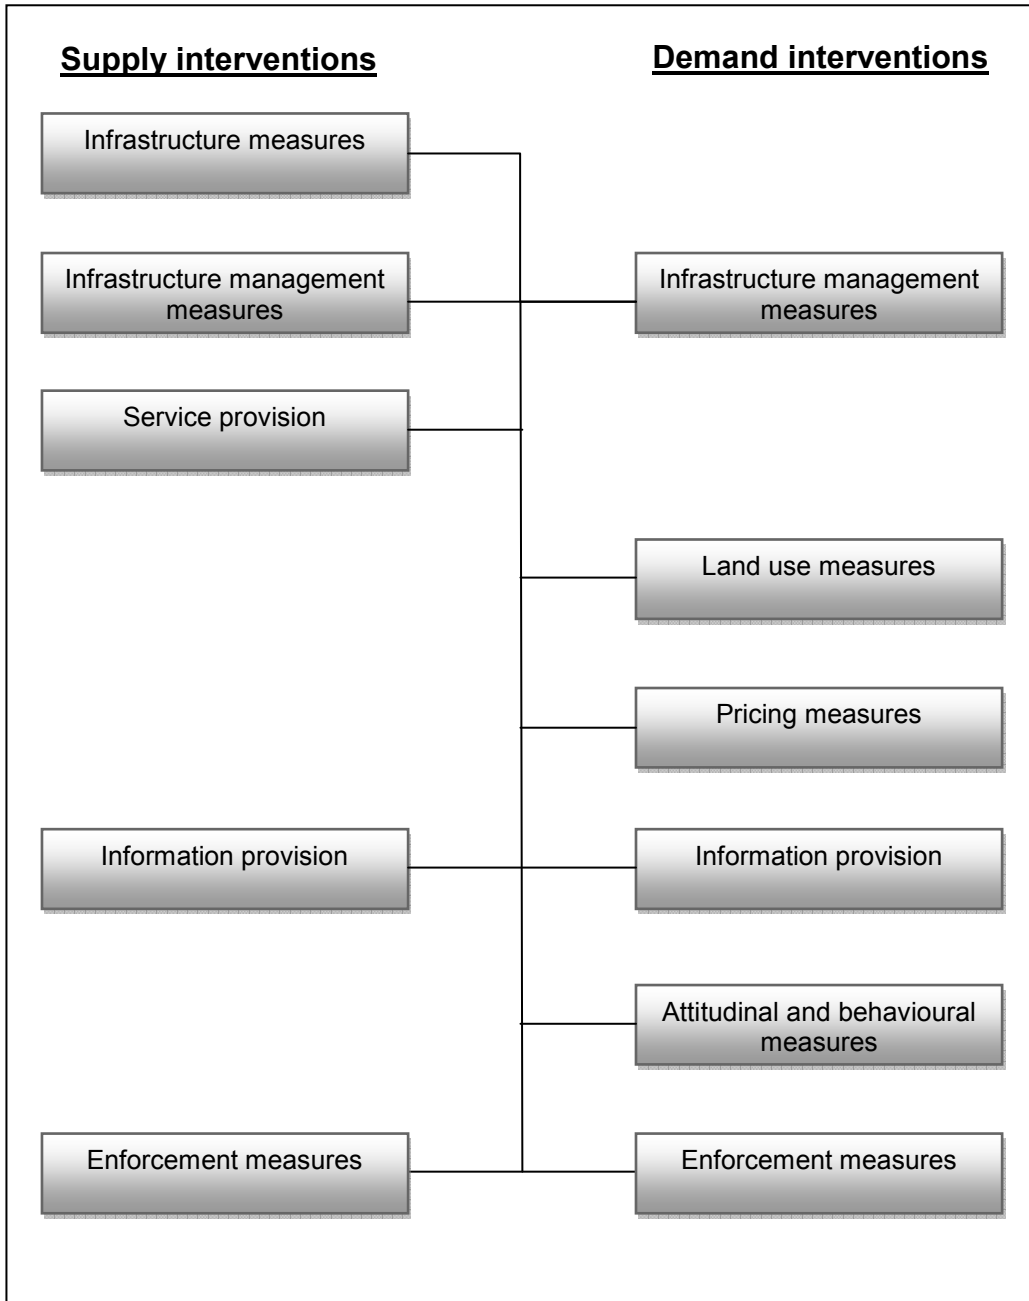 Supply interventions
Demand interventions
Infrastructure measures
Infrastructure management
measures
Infrastructure management
measures
Service provision
Land use measures
Pricing measures
Information provision
Information provision
Attitudinal and behavioural
measures
Enforcement measures
Enforcement measures